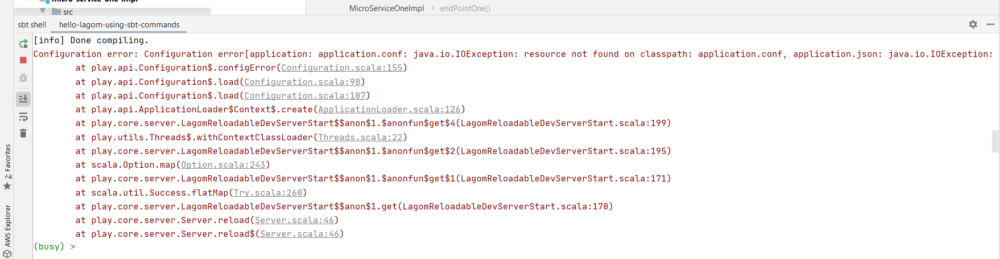 micro-service-one-impl
src
MicroServiceOneImpl › endPointOne()
sbt shell hello-lagom-using-sbt-commands
[info] Done compiling.
Configuration error: Configuration error[application: application.conf: java.io.IOException: resource not found on classpath: application.conf, application.json: java.io.IOException:
at play.api.Configuration$.configError(Configuration.scala:155)
at play.api.Configuration$.load(Configuration.scala:98)
at play.api.Configuration$.load(Configuration.scala:107)
at play.api.ApplicationLoader$Context$.create(ApplicationLoader.scala:126)
at play.core.server.LagomReloadableDevServerStart$$anon$1.$anonfun$get$4(LagomReloadableDevServerStart.scala:199)
at play.utils.Threads$.withContextClassLoader(Threads.scala:22)
at play.core.server.LagomReloadableDevServerStart$$anon$1.$anonfun$get$2(LagomReloadableDevServerStart.scala:195)
at scala.Option.map(Option.scala:243)
at play.core.server.LagomReloadableDevServerStart$$anon$1.$anonfun$get$1(LagomReloadableDevServerStart.scala:171)
at scala.util.Success.flatMap(Try.scala:260)
at play.core.server.LagomReloadableDevServerStart$$anon$1.get(LagomReloadableDevServerStart.scala:170)
at play.core.server.Server.reload(Server.scala:46)
at play.core.server.Server.reload$(Server.scala:46)
(busy) >
2: Favorites
AWS Explorer